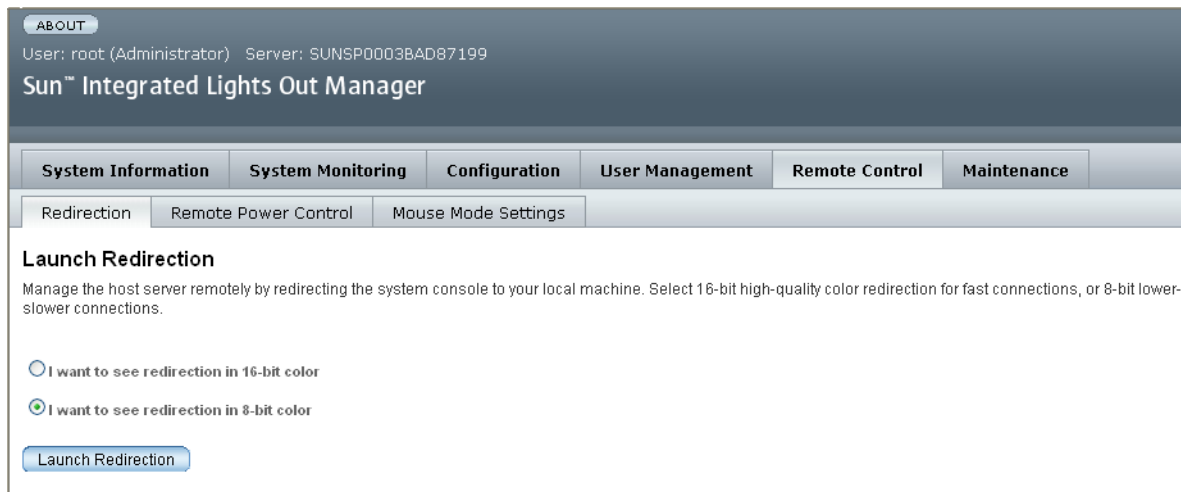 ABOUT
User: root (Administrator) Server: SUNSP0003BAD87199
Sun™ Integrated Lights Out Manager
System Information System Monitoring Configuration User Management Remote Control Maintenance
Redirection Remote Power Control Mouse Mode Settings
Launch Redirection
Manage the host server remotely by redirecting the system console to your local machine. Select 16-bit high-quality color redirection for fast connections, or 8-bit lower-
slower connections.
I want to see redirection in 16-bit color
I want to see redirection in 8-bit color
Launch Redirection